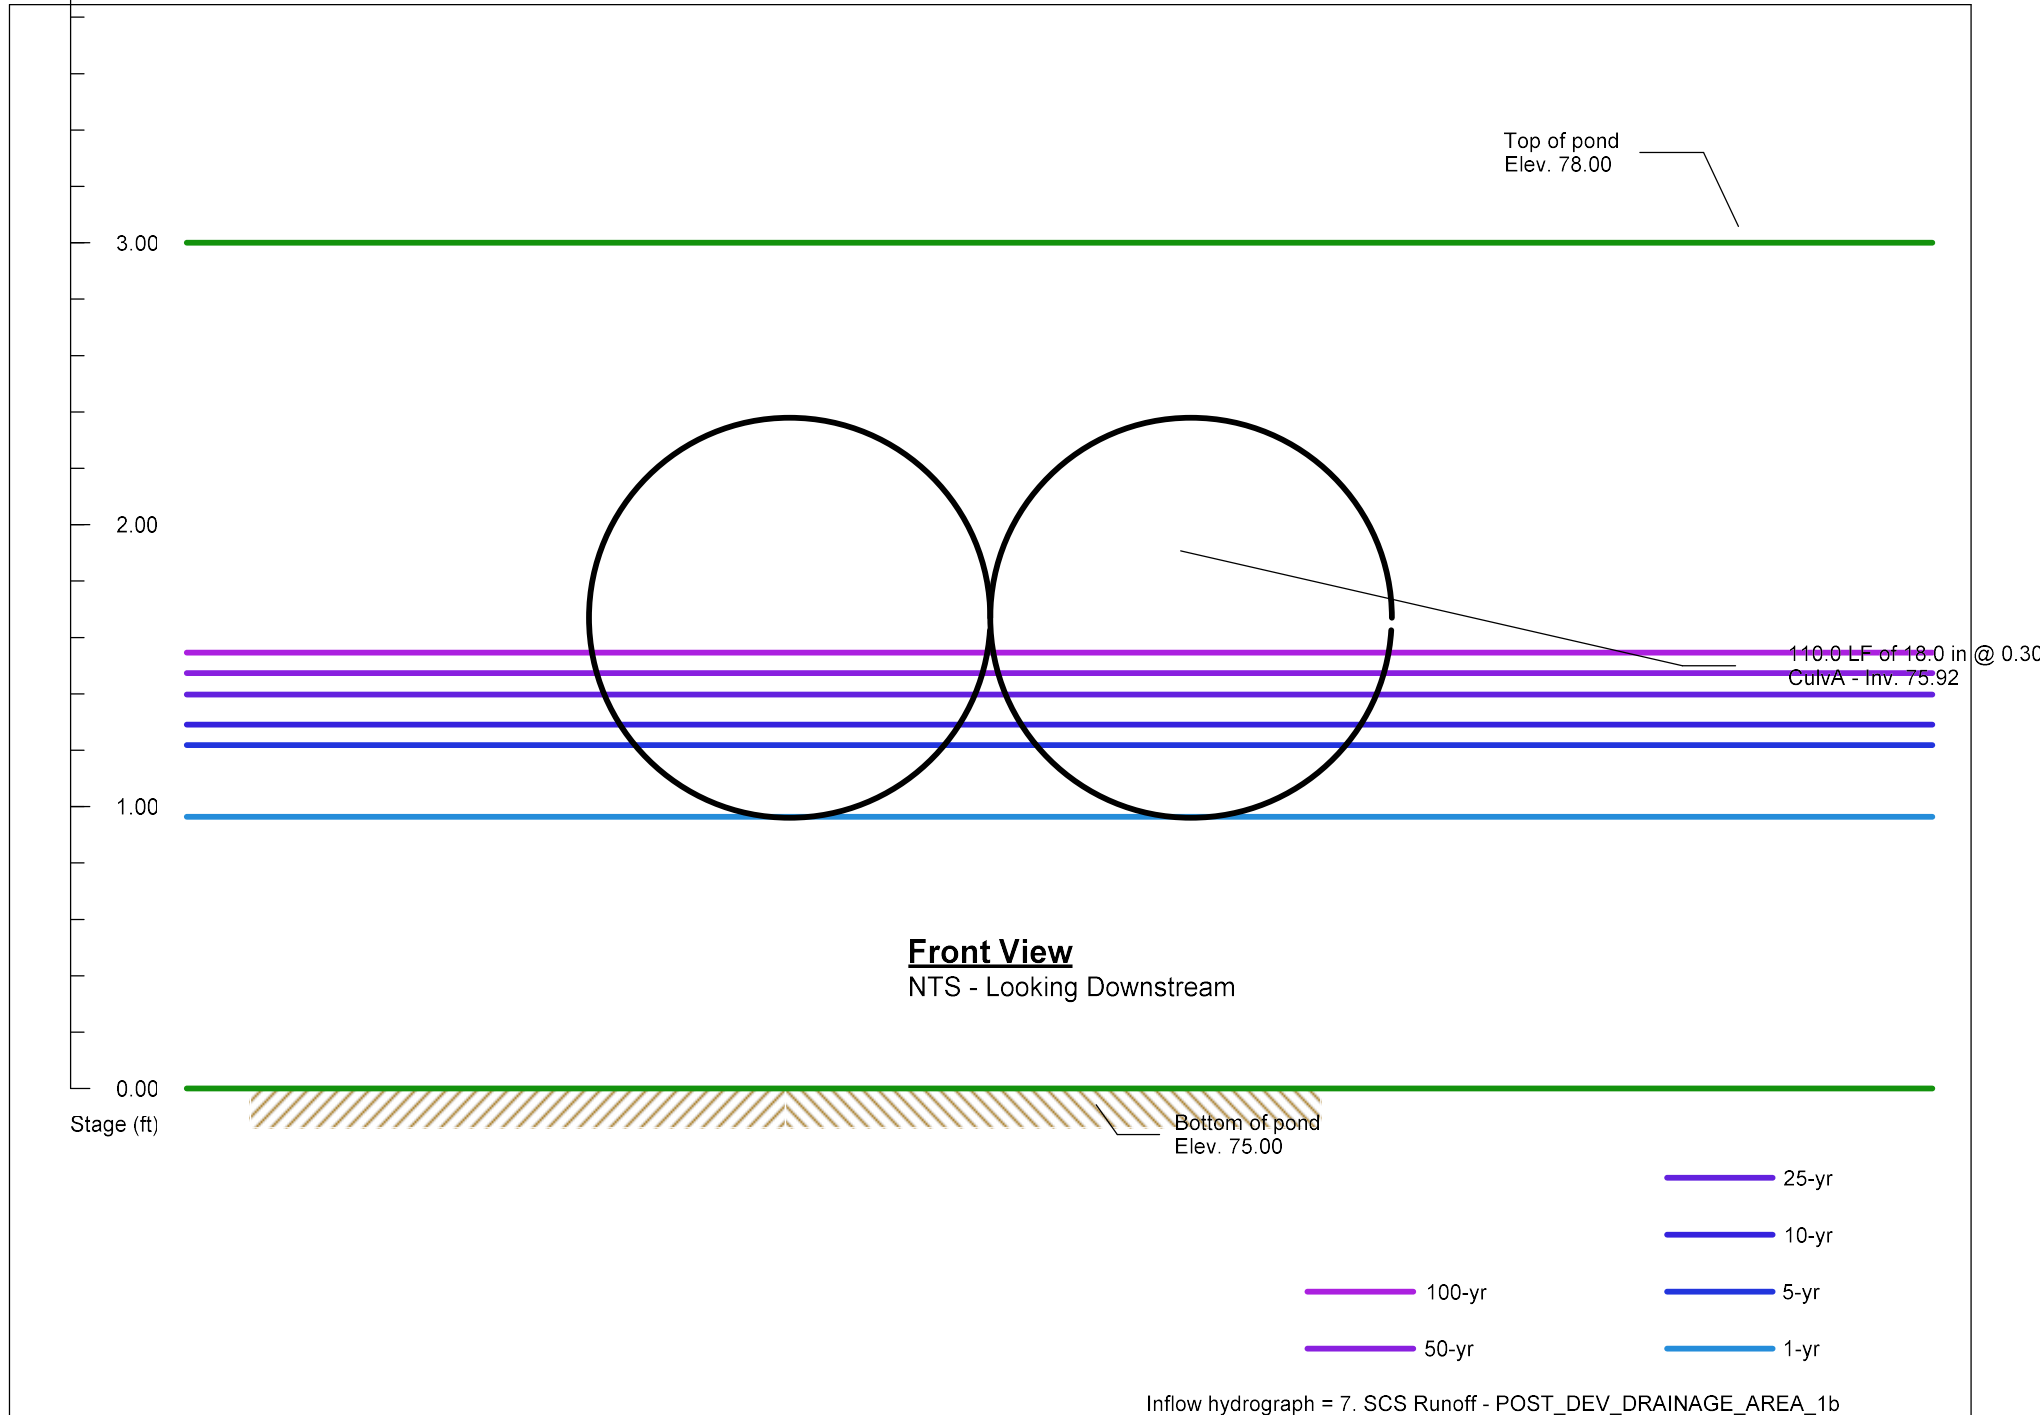 Top of pond
Elev. 78.00
3.00
2.00
110.0 LF of 18.0 in @ 0.30
CulvA - Inv. 75.92
1.00
Front View
NTS - Looking Downstream
0.00
Stage (ft)
Bottom of pond
Elev. 75.00
25-yr
10-yr
100-yr
5-yr
50-yr
1-yr
Inflow hydrograph = 7. SCS Runoff - POST_DEV_DRAINAGE_AREA_1b